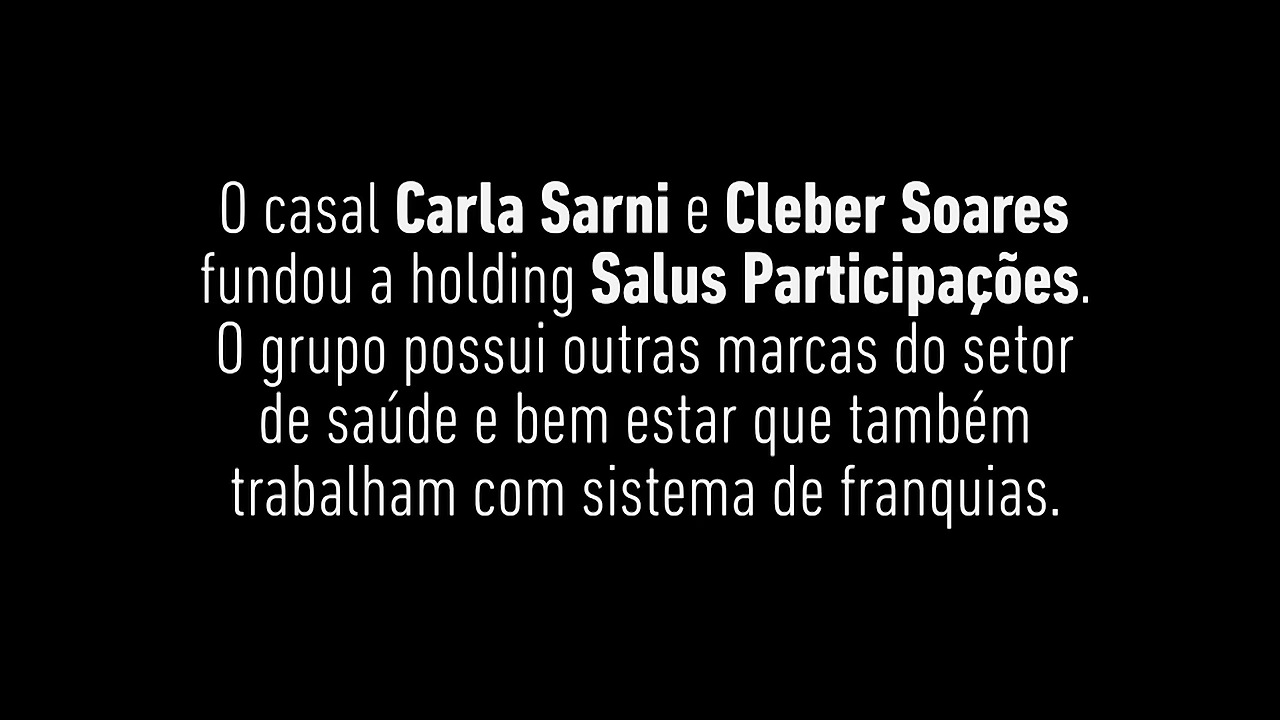 O casal Carla Sarni e Cleber Soares
fundou a holding Salus Participações.
O grupo possui outras marcas do setor
de saúde e bem estar que também
trabalham com sistema de franquias.